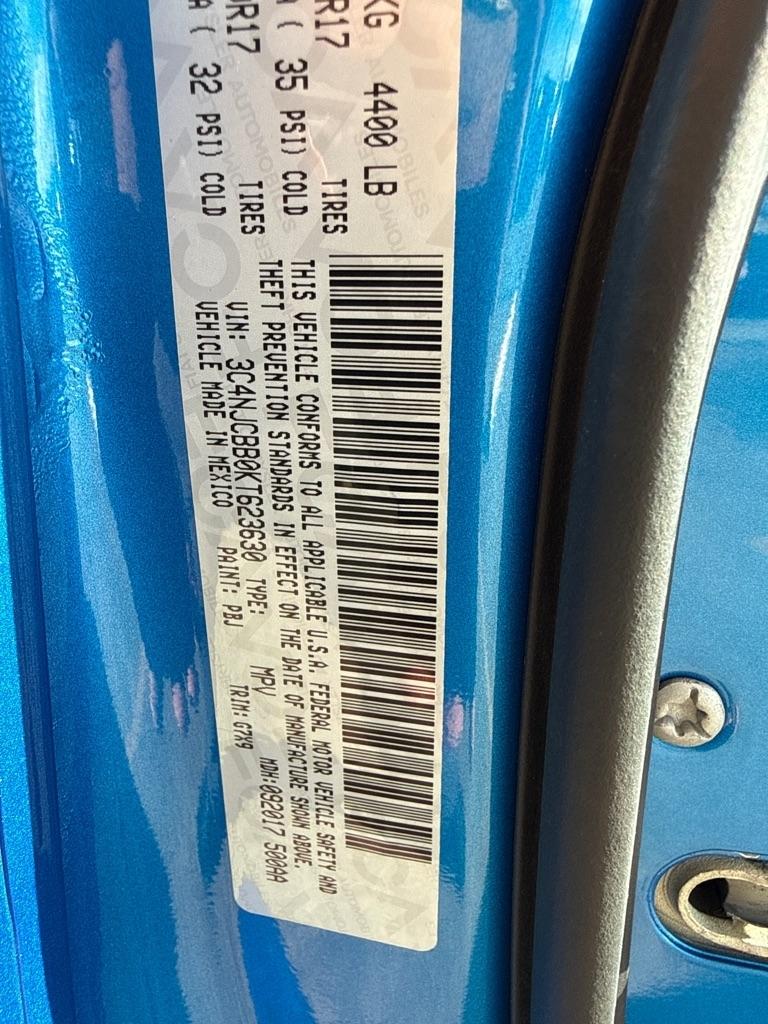 KG 4400 LB
R17 TIRES
( 35 PSI) COLD
R17 TIRES
A ( 32 PSI) COLD
THIS VEHICLE CONFORMS TO ALL APPLICABLE U.S.A. FEDERAL MOTOR VEHICLE SAFETY AND
THEFT PREVENTION STANDARDS IN EFFECT ON THE DATE OF MANUFACTURE SHOWN ABOVE.
VIN: 3C4NJCBB0KT623630 TYPE: MPV MDH: 092017 500AA
VEHICLE MADE IN MEXICO PAINT: PBJ TRIM: G7X9